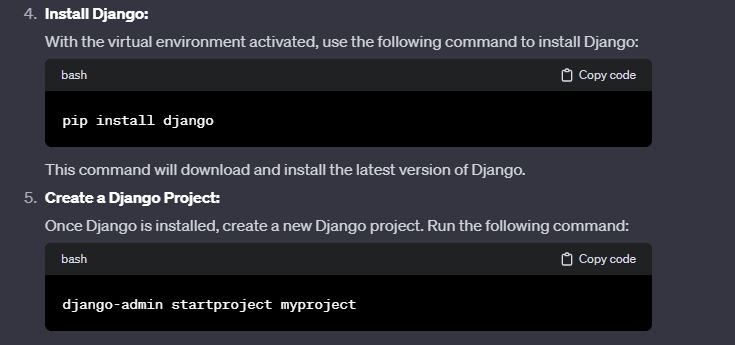 4. Install Django:
With the virtual environment activated, use the following command to install Django:
bash Copy code
pip install django
This command will download and install the latest version of Django.
5. Create a Django Project:
Once Django is installed, create a new Django project. Run the following command:
bash Copy code
django-admin startproject myproject